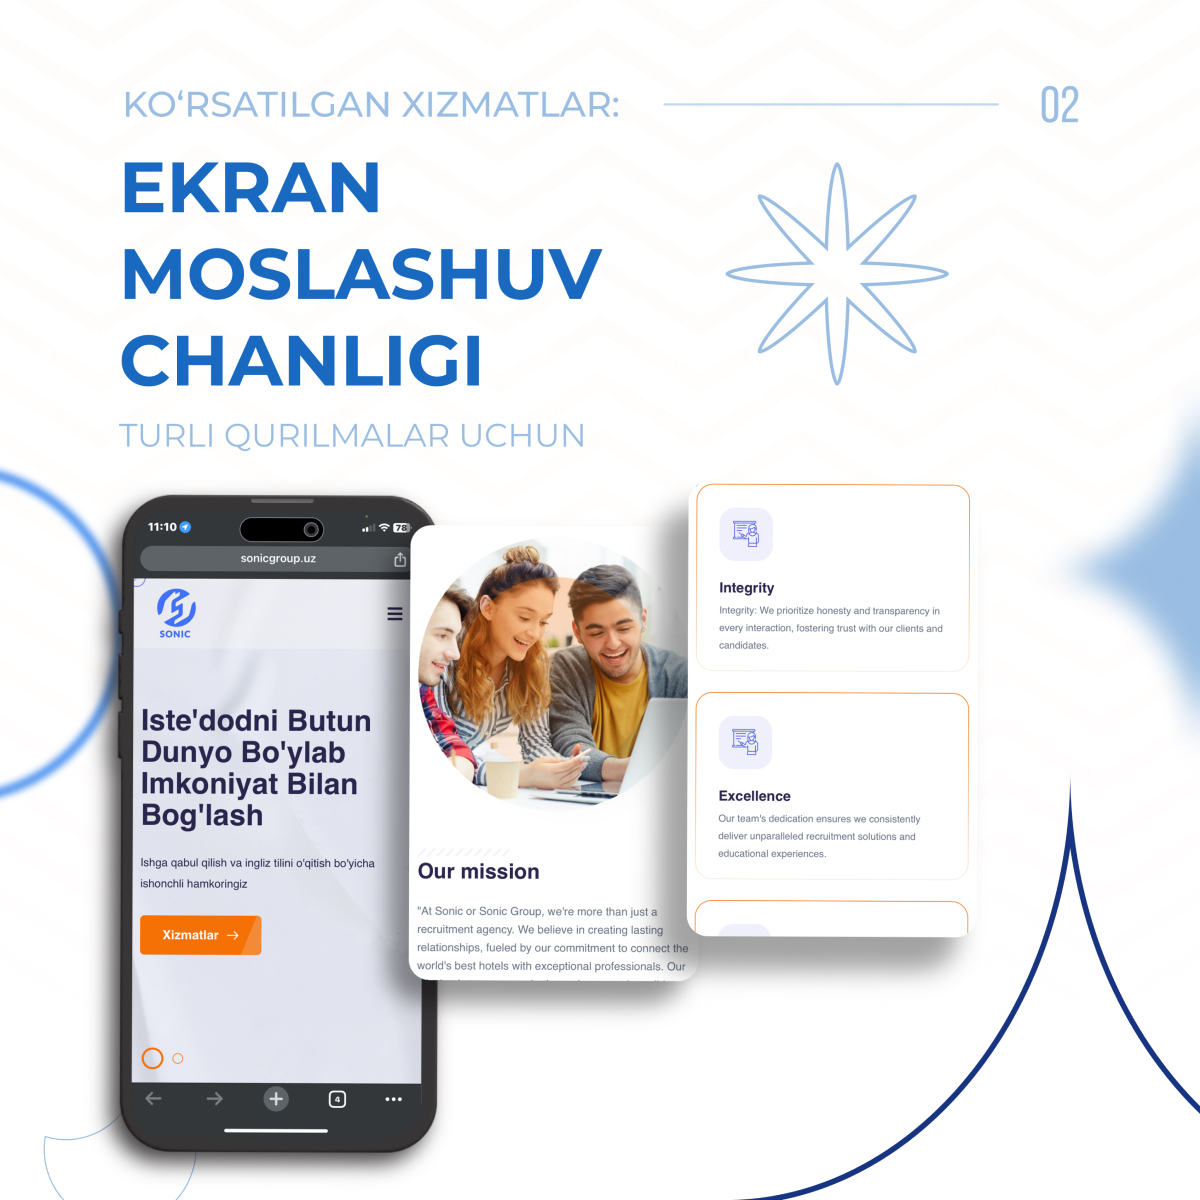 KO‘RSATILGAN XIZMATLAR:
02
EKRAN
MOSLASHUV
CHANLIGI
TURLI QURILMALAR UCHUN
11:10
78
sonicgroup.uz
SONIC
Iste'dodni Butun
Dunyo Bo'ylab
Imkoniyat Bilan
Bog'lash
Ishga qabul qilish va ingliz tilini o'qitish bo'yicha
ishonchli hamkoringiz
Xizmatlar →
4
Our mission
"At Sonic or Sonic Group, we're more than just a
recruitment agency. We believe in creating lasting
relationships, fueled by our commitment to connect the
world's best hotels with exceptional professionals. Our
Integrity
Integrity: We prioritize honesty and transparency in
every interaction, fostering trust with our clients and
candidates.
Excellence
Our team's dedication ensures we consistently
deliver unparalleled recruitment solutions and
educational experiences.